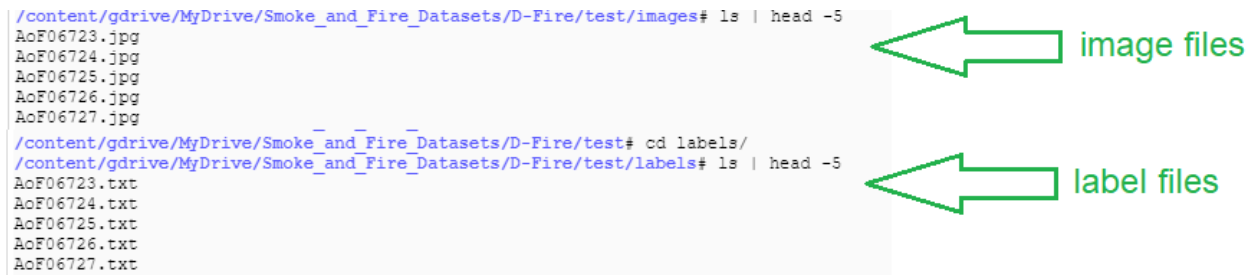 /content/gdrive/MyDrive/Smoke_and_Fire_Datasets/D-Fire/test/images# ls | head -5
AoF06723.jpg
AoF06724.jpg
AoF06725.jpg
AoF06726.jpg
AoF06727.jpg
image files
/content/gdrive/MyDrive/Smoke_and_Fire_Datasets/D-Fire/test# cd labels/
/content/gdrive/MyDrive/Smoke_and_Fire_Datasets/D-Fire/test/labels# ls | head -5
AoF06723.txt
AoF06724.txt
AoF06725.txt
AoF06726.txt
AoF06727.txt
label files